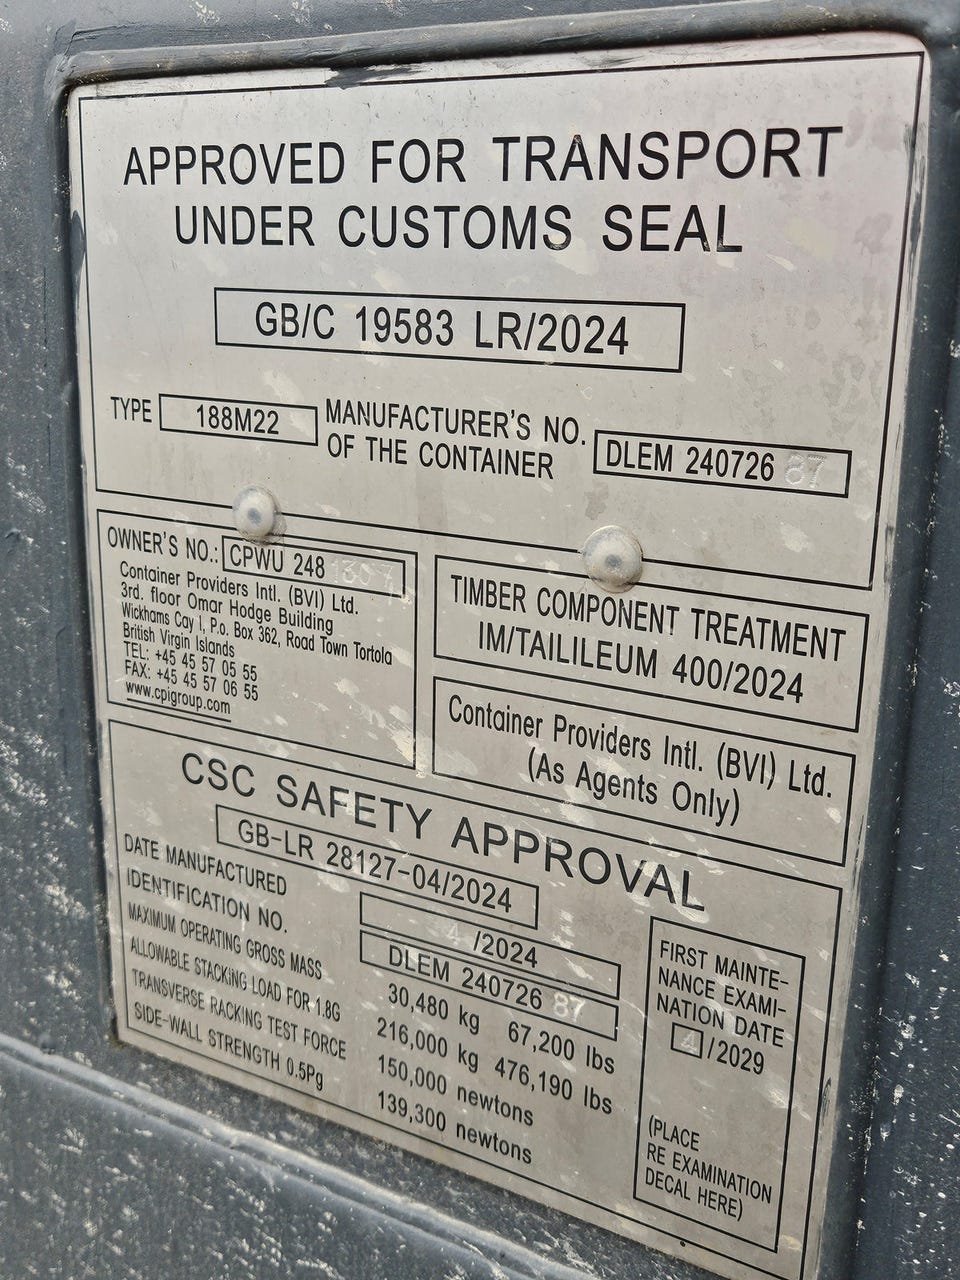 APPROVED FOR TRANSPORT
UNDER CUSTOMS SEAL
GB/C 19583 LR/2024
TYPE 188M22
MANUFACTURER'S NO.
OF THE CONTAINER
DLEM 240726 87
OWNER'S NO.: CPWU 248
Container Providers Intl. (BVI) Ltd.
3rd. floor Omar Hodge Building
Wickhams Cay I, P.o. Box 362, Road Town Tortola
British Virgin Islands
TEL: +45 45 57 05 55
FAX: +45 45 57 06 55
www.cpigroup.com
TIMBER COMPONENT TREATMENT
IM/TAILILEUM 400/2024
Container Providers Intl. (BVI) Ltd.
(As Agents Only)
CSC SAFETY APPROVAL
GB-LR 28127-04/2024
DATE MANUFACTURED 4 /2024
IDENTIFICATION NO. DLEM 240726 87
MAXIMUM OPERATING GROSS MASS 30,480 kg 67,200 lbs
ALLOWABLE STACKING LOAD FOR 1.8G 216,000 kg 476,190 lbs
TRANSVERSE RACKING TEST FORCE 150,000 newtons
SIDE-WALL STRENGTH 0.5Pg 139,300 newtons
FIRST MAINTE-
NANCE EXAMI-
NATION DATE
4 /2029
(PLACE
RE EXAMINATION
DECAL HERE)